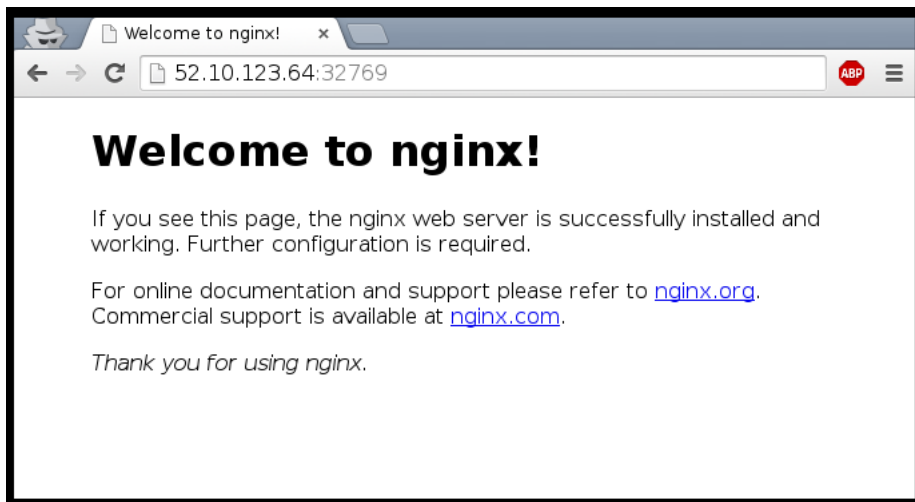 Welcome to nginx!
52.10.123.64:32769
ABP
Welcome to nginx!
If you see this page, the nginx web server is successfully installed and
working. Further configuration is required.
For online documentation and support please refer to nginx.org.
Commercial support is available at nginx.com.
Thank you for using nginx.